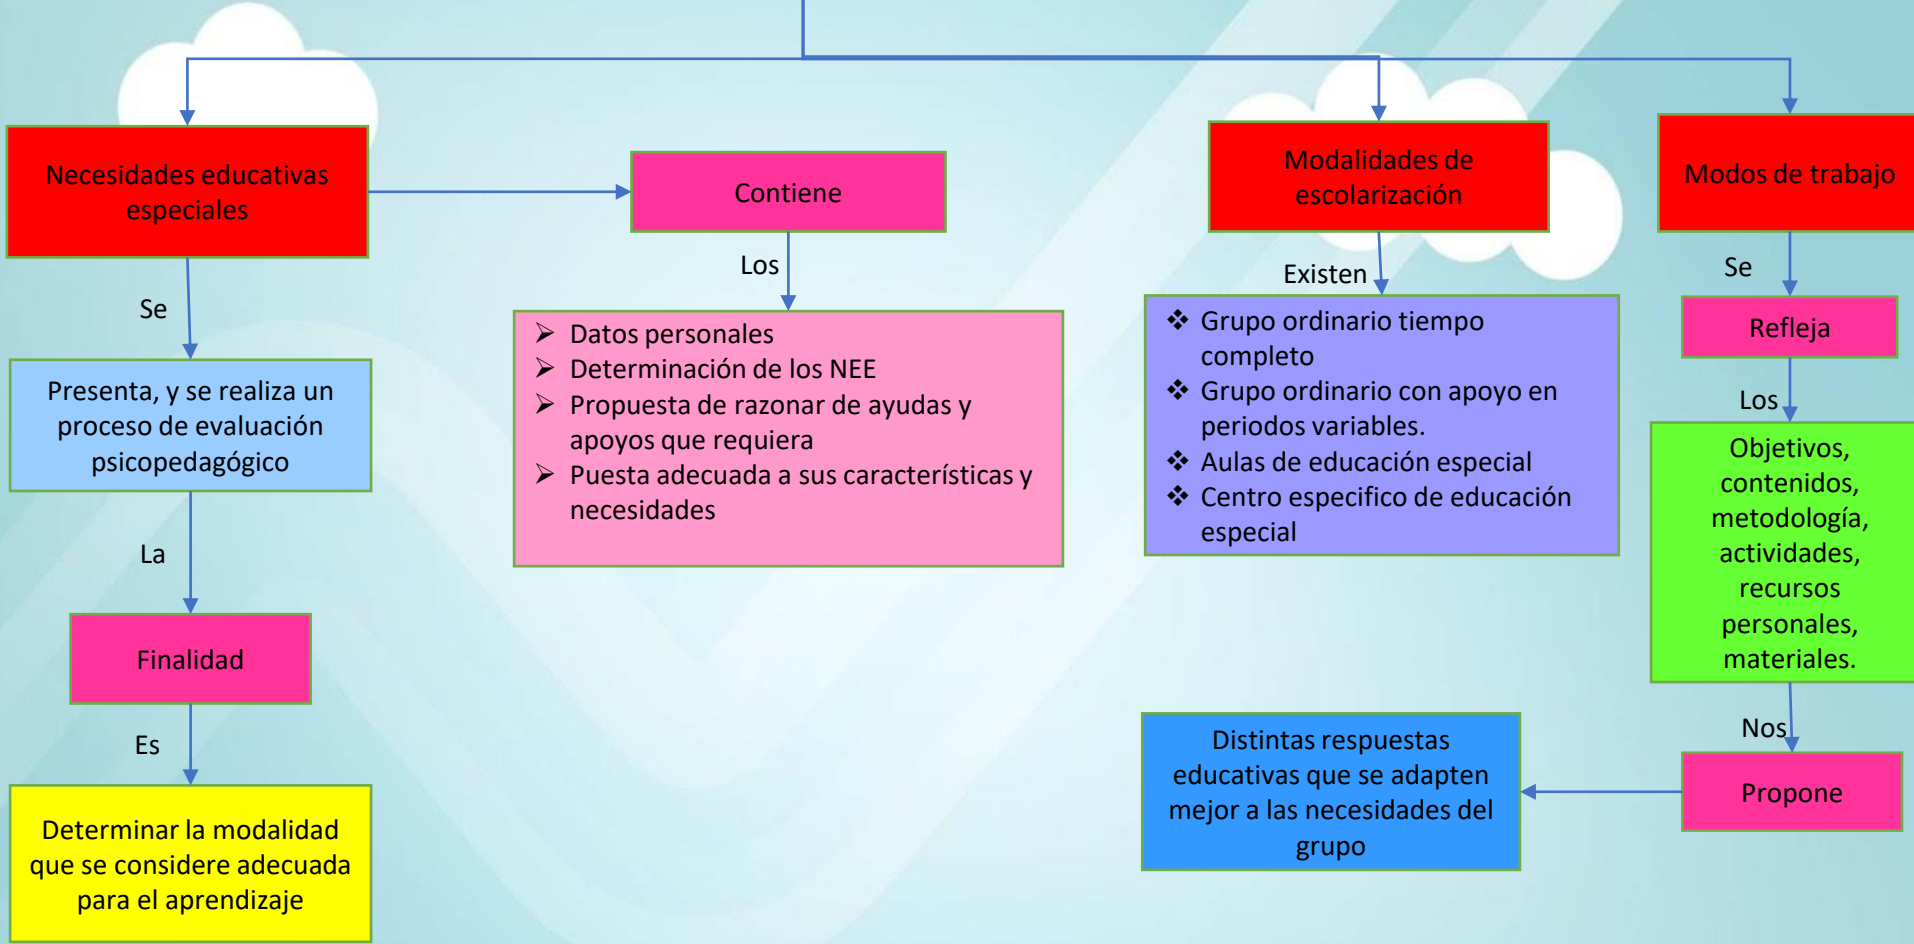 Necesidades educativas
especiales
Se
Presenta, y se realiza un
proceso de evaluación
psicopedagógico
La
Finalidad
Es
Determinar la modalidad
que se considere adecuada
para el aprendizaje
Contiene
Los
➢ Datos personales
➢ Determinación de los NEE
➢ Propuesta de razonar de ayudas y
apoyos que requiera
➢ Puesta adecuada a sus características y
necesidades
Modalidades de
escolarización
Existen
❖ Grupo ordinario tiempo
completo
❖ Grupo ordinario con apoyo en
periodos variables.
❖ Aulas de educación especial
❖ Centro especifico de educación
especial
Modos de trabajo
Se
Refleja
Los
Objetivos,
contenidos,
metodología,
actividades,
recursos
personales,
materiales.
Nos
Propone
Distintas respuestas
educativas que se adapten
mejor a las necesidades del
grupo